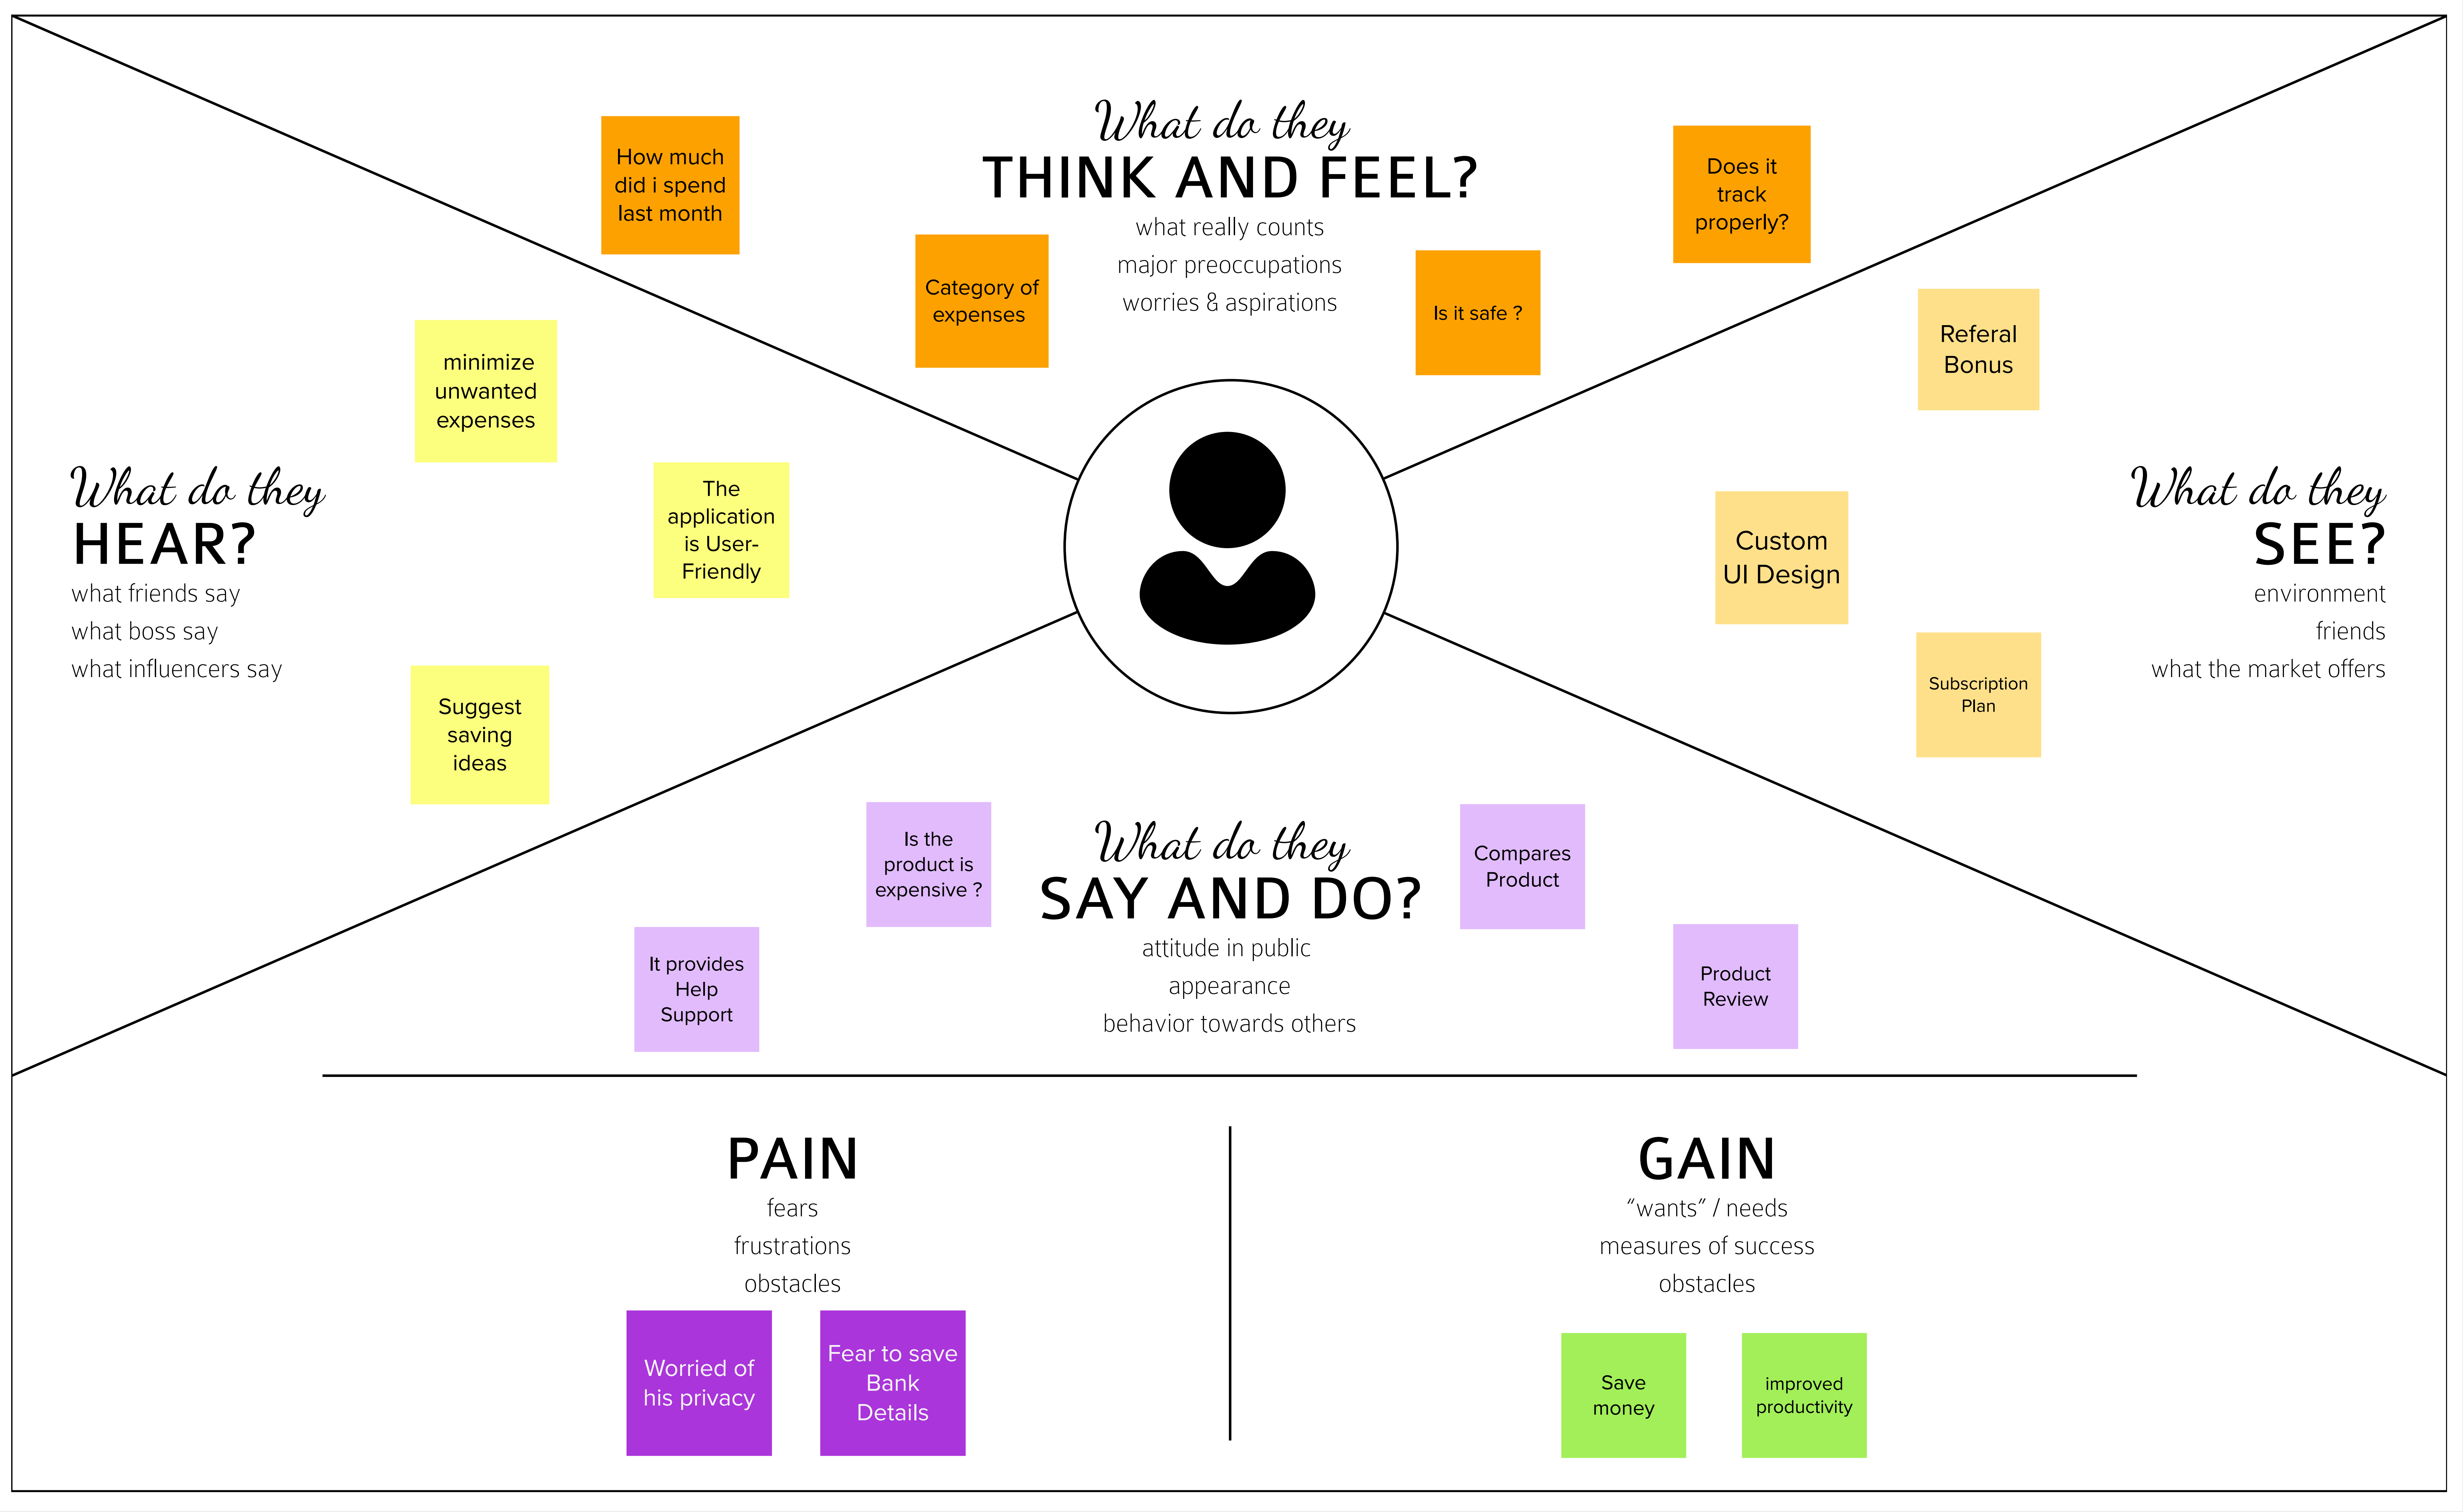 What do they
THINK AND FEEL?
what really counts
major preoccupations
worries & aspirations
How much
did i spend
last month
Category of
expenses
Is it safe ?
Does it
track
properly?
What do they
HEAR?
what friends say
what boss say
what influencers say
minimize
unwanted
expenses
The
application
is User-
Friendly
Suggest
saving
ideas
What do they
SEE?
environment
friends
what the market offers
Referal
Bonus
Custom
UI Design
Subscription
Plan
What do they
SAY AND DO?
attitude in public
appearance
behavior towards others
Is the
product is
expensive ?
It provides
Help
Support
Compares
Product
Product
Review
PAIN
fears
frustrations
obstacles
Worried of
his privacy
Fear to save
Bank
Details
GAIN
“wants” / needs
measures of success
obstacles
Save
money
improved
productivity